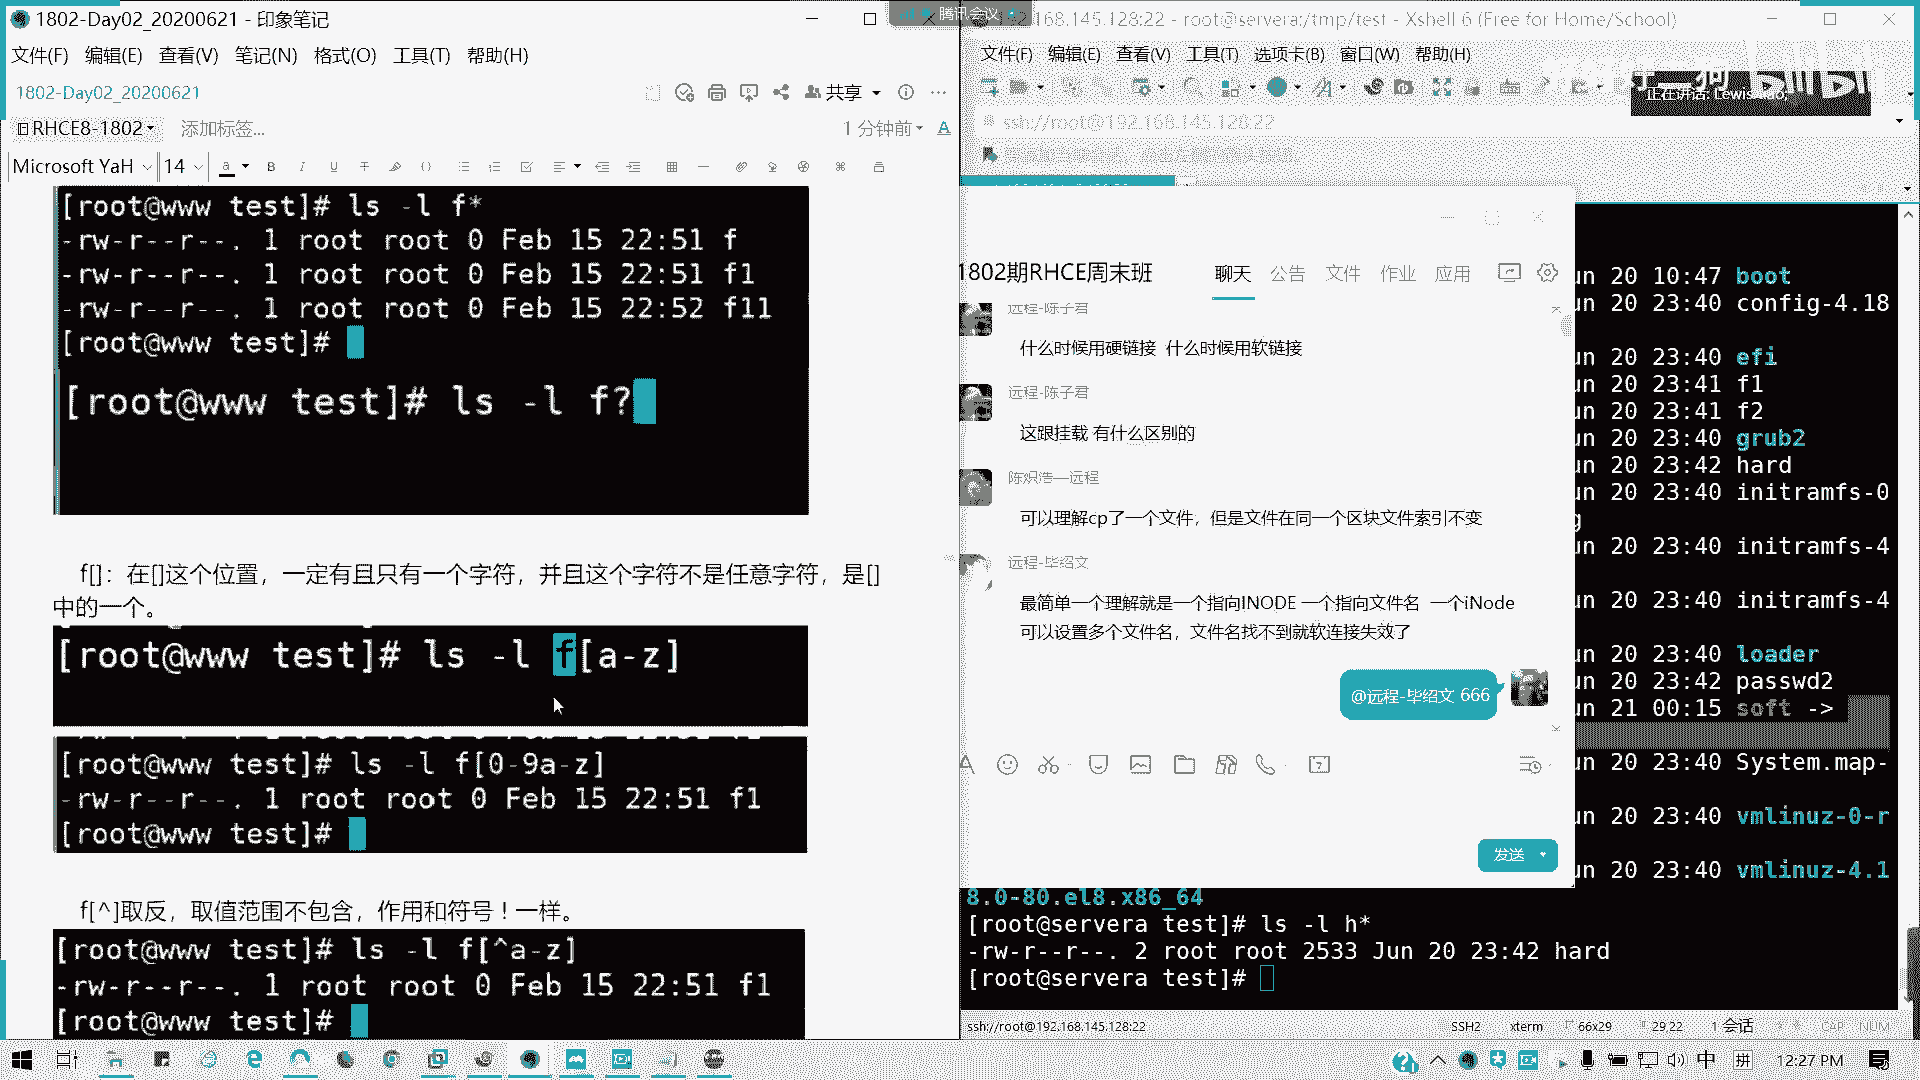 1802-Day02_20200621 - 印象笔记
文件(F) 编辑(E) 查看(V) 笔记(N) 格式(O) 工具(T) 帮助(H)
1802-Day02_20200621
共享
RHCE8-1802
添加标签...
1 分钟前
Microsoft YaH 14
[root@www test]# ls -l f*
-rw-r--r--. 1 root root 0 Feb 15 22:51 f
-rw-r--r--. 1 root root 0 Feb 15 22:51 f1
-rw-r--r--. 1 root root 0 Feb 15 22:52 f11
[root@www test]#
[root@www test]# ls -l f?
f[]：在[]这个位置，一定有且只有一个字符，并且这个字符不是任意字符，是[]
中的一个。
[root@www test]# ls -l f[a-z]
[root@www test]# ls -l f[0-9a-z]
-rw-r--r--. 1 root root 0 Feb 15 22:51 f1
[root@www test]#
f[^]取反，取值范围不包含，作用和符号！一样。
[root@www test]# ls -l f[^a-z]
-rw-r--r--. 1 root root 0 Feb 15 22:51 f1
[root@www test]#
腾讯会议
168.145.128:22 - root@servera:/tmp/test - Xshell 6 (Free for Home/School)
文件(F) 编辑(E) 查看(V) 工具(T) 选项卡(B) 窗口(W) 帮助(H)
正在讲话: Lewis
ssh://root@192.168.145.128:22
1802期RHCE周末班
聊天 公告 文件 作业 应用
远程-陈子君
什么时候用硬链接 什么时候用软链接
远程-陈子君
这跟挂载 有什么区别的
陈炽浩—远程
可以理解cp了一个文件，但是文件在同一个区块文件索引不变
远程-毕绍文
最简单一个理解就是一个指向INODE 一个指向文件名 一个iNode
可以设置多个文件名，文件名找不到就软连接失效了
@远程-毕绍文 666
发送
un 20 10:47 boot
un 20 23:40 config-4.18
un 20 23:40 efi
un 20 23:41 f1
un 20 23:41 f2
un 20 23:40 grub2
un 20 23:42 hard
un 20 23:40 initramfs-0
g
un 20 23:40 initramfs-4
un 20 23:40 initramfs-4
un 20 23:40 loader
un 20 23:42 passwd2
un 21 00:15 soft ->
un 20 23:40 System.map-
un 20 23:40 vmlinuz-0-r
un 20 23:40 vmlinuz-4.1
8.0-80.el8.x86_64
[root@servera test]# ls -l h*
-rw-r--r--. 2 root root 2533 Jun 20 23:42 hard
[root@servera test]#
ssh://root@192.168.145.128:22 SSH2 xterm 66x29 29,22 1 会话 CAP NUM
中 拼 12:27 PM